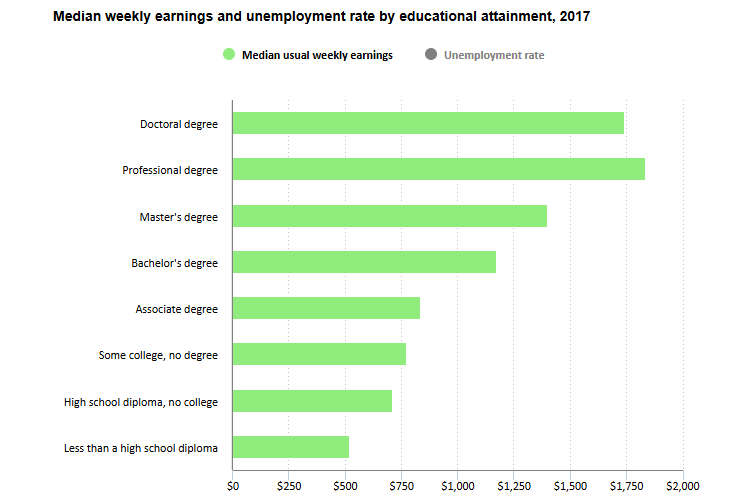 Median weekly earnings and unemployment rate by educational attainment, 2017
Median usual weekly earnings Unemployment rate
Doctoral degree
Professional degree
Master's degree
Bachelor's degree
Associate degree
Some college, no degree
High school diploma, no college
Less than a high school diploma
$0 $250 $500 $750 $1,000 $1,250 $1,500 $1,750 $2,000